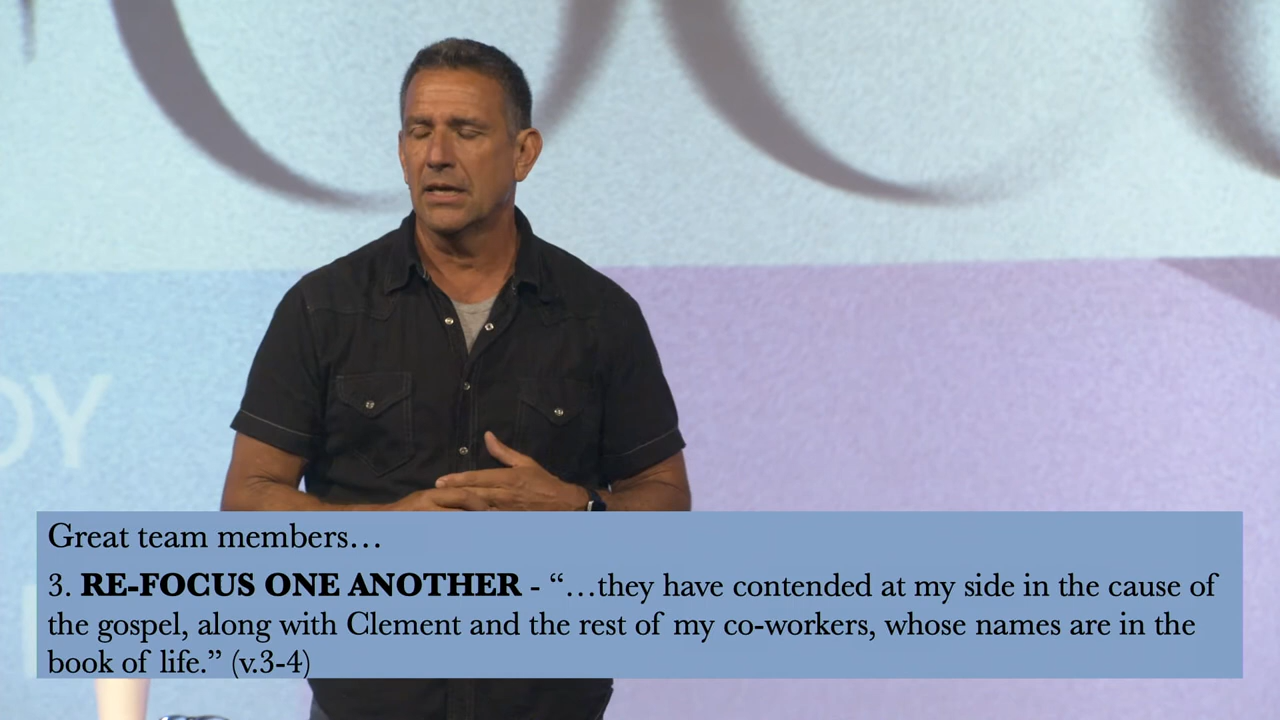 DY
Great team members…
3. RE-FOCUS ONE ANOTHER - “…they have contended at my side in the cause of
the gospel, along with Clement and the rest of my co-workers, whose names are in the
book of life.” (v.3-4)